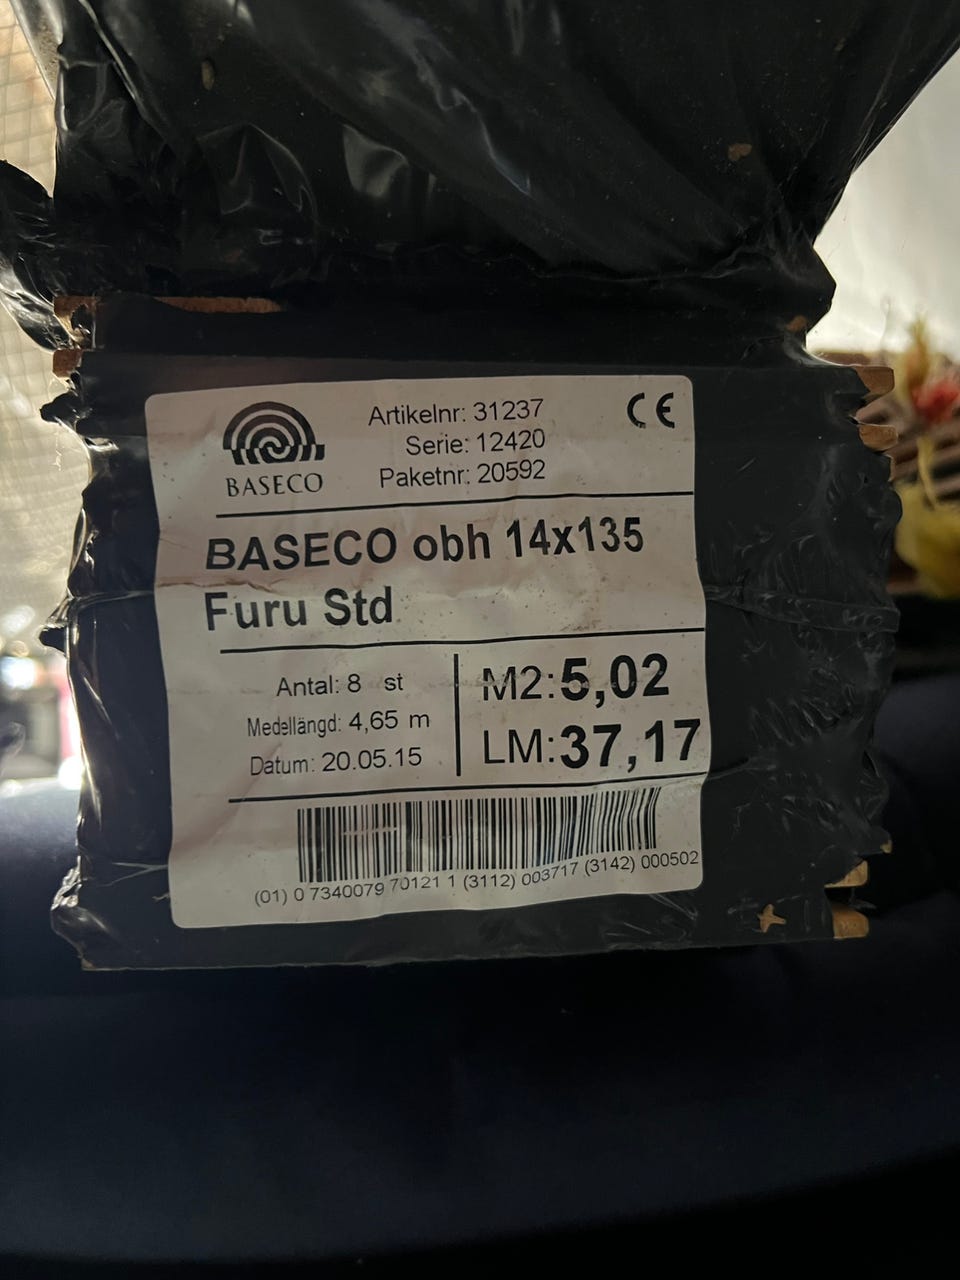 BASECO
Artikelnr: 31237
Serie: 12420
Paketnr: 20592
CE
BASECO obh 14x135
Furu Std
Antal: 8 st
Medellängd: 4,65 m
Datum: 20.05.15
M2:5,02
LM:37,17
(01) 0 7340079 70121 1 (3112) 003717 (3142) 000502